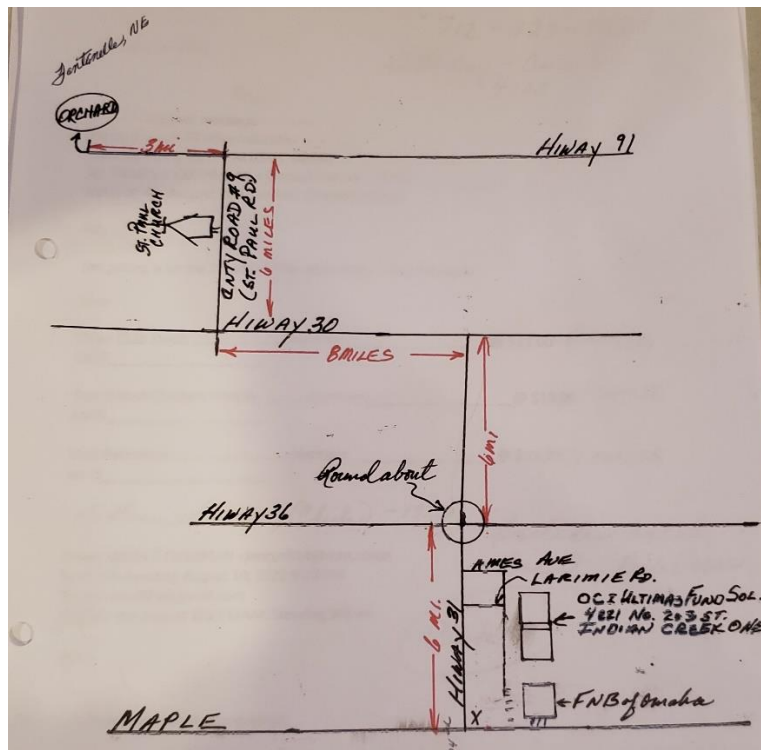 Fontanelle, NE
ORCHARD
3mi
HIWAY 91
ST. PAUL
CHURCH
CNTY ROAD #9
(ST. PAUL RD)
6 MILES
HIWAY 30
8MILES
6MI
Roundabout
HIWAY 36
AMES AVE
LARIMIE RD.
OCI ULTIMAS FUND SOL.
4221 NO. 203 ST.
INDIAN CREEK ONE
6 MI.
HIWAY 31
FNB of Omaha
MAPLE
X